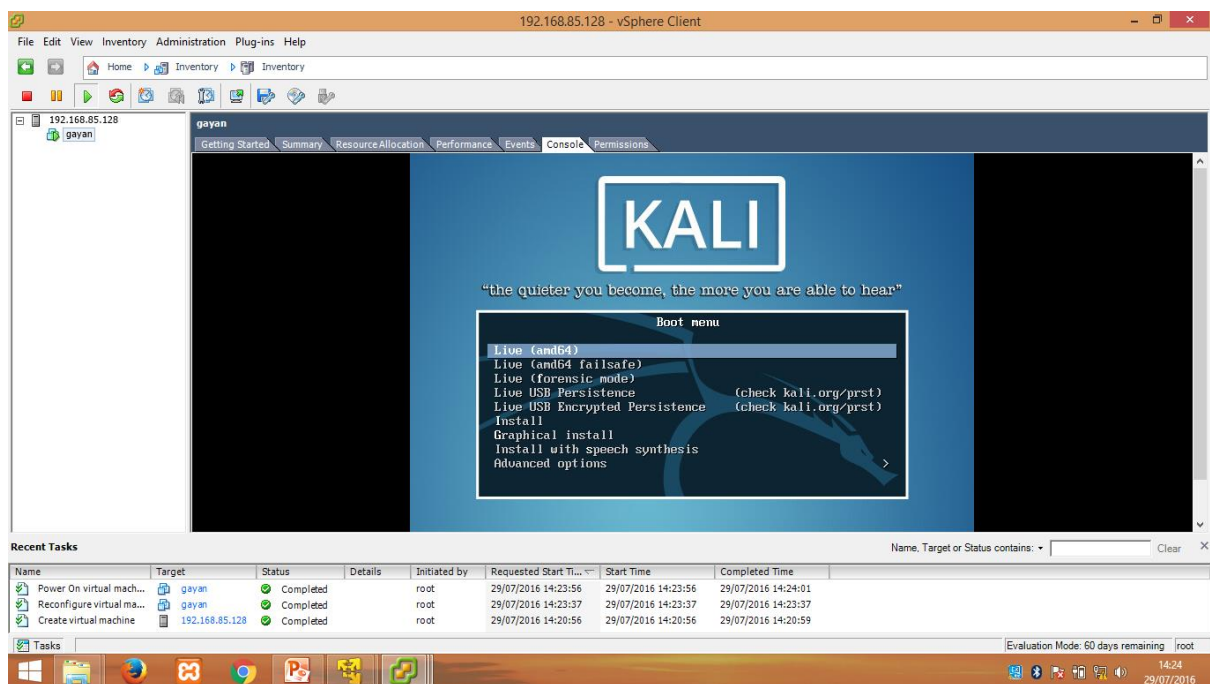 192.168.85.128 - vSphere Client
File Edit View Inventory Administration Plug-ins Help
Home Inventory Inventory
192.168.85.128
gayan
gayan
Getting Started Summary Resource Allocation Performance Events Console Permissions
KALI
“the quieter you become, the more you are able to hear”
Boot menu
Live (amd64)
Live (amd64 failsafe)
Live (forensic mode)
Live USB Persistence (check kali.org/prst)
Live USB Encrypted Persistence (check kali.org/prst)
Install
Graphical install
Install with speech synthesis
Advanced options >
Recent Tasks Name, Target or Status contains: Clear ×
Name Target Status Details Initiated by Requested Start Ti... Start Time Completed Time
Power On virtual mach... gayan Completed root 29/07/2016 14:23:56 29/07/2016 14:23:56 29/07/2016 14:24:01
Reconfigure virtual ma... gayan Completed root 29/07/2016 14:23:37 29/07/2016 14:23:37 29/07/2016 14:23:37
Create virtual machine 192.168.85.128 Completed root 29/07/2016 14:20:56 29/07/2016 14:20:56 29/07/2016 14:20:59
Tasks Evaluation Mode: 60 days remaining root
14:24
29/07/2016